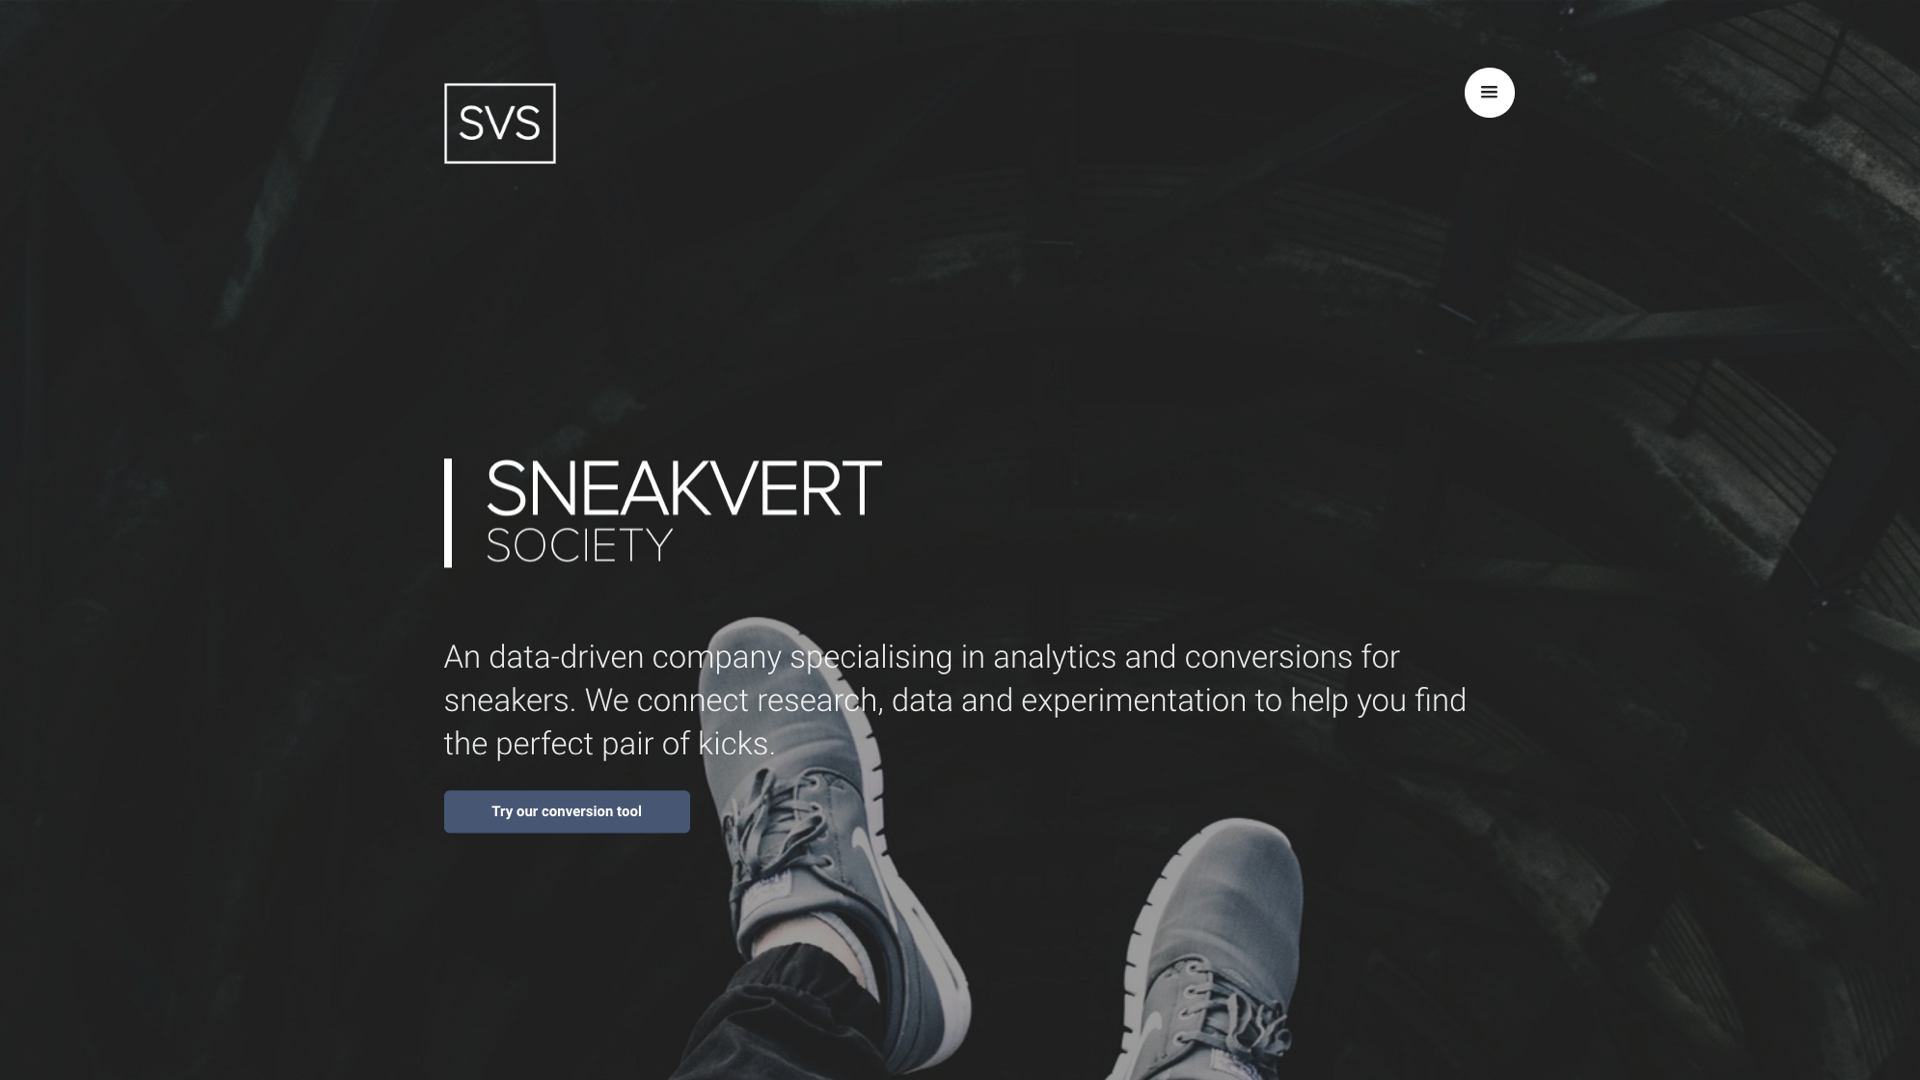 SVS
SNEAKVERT
SOCIETY
An data-driven company specialising in analytics and conversions for
sneakers. We connect research, data and experimentation to help you find
the perfect pair of kicks.
Try our conversion tool